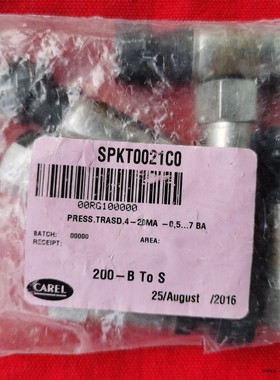 SPKT0021C0
00RG100000
PRESS.TRASD.4-20MA -0,5...7 BA
BATCH: 00000
RECEIPT: AREA:
200-B To S
CAREL
25/August /2016